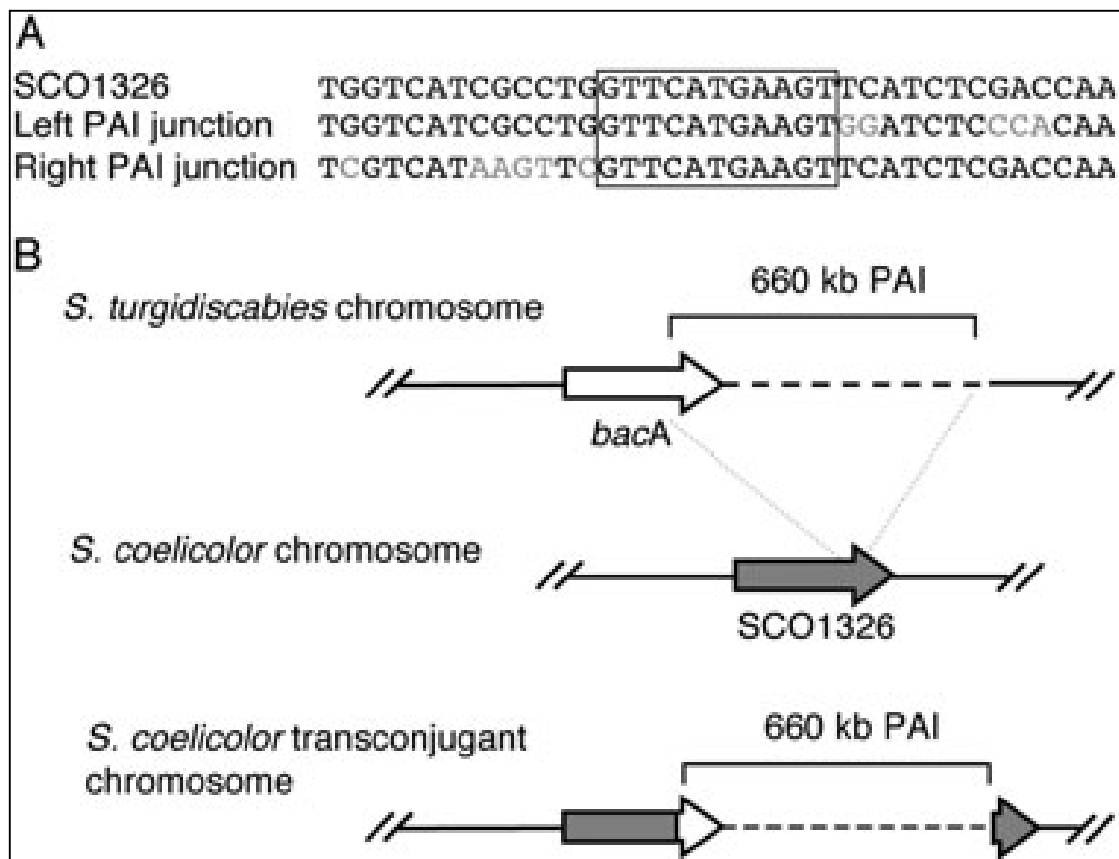 A
SCO1326 TGGTCATCGCCTGGTTCATGAAGTTCATCTCGACCAA
Left PAI junction TGGTCATCGCCTGGTTCATGAAGTGGATCTCCCACAA
Right PAI junction TCGTCATAAGTTCGTTCATGAAGTTCATCTCGACCAA
B
660 kb PAI
S. turgidiscabies chromosome
bacA
S. coelicolor chromosome
SCO1326
S. coelicolor transconjugant
chromosome
660 kb PAI